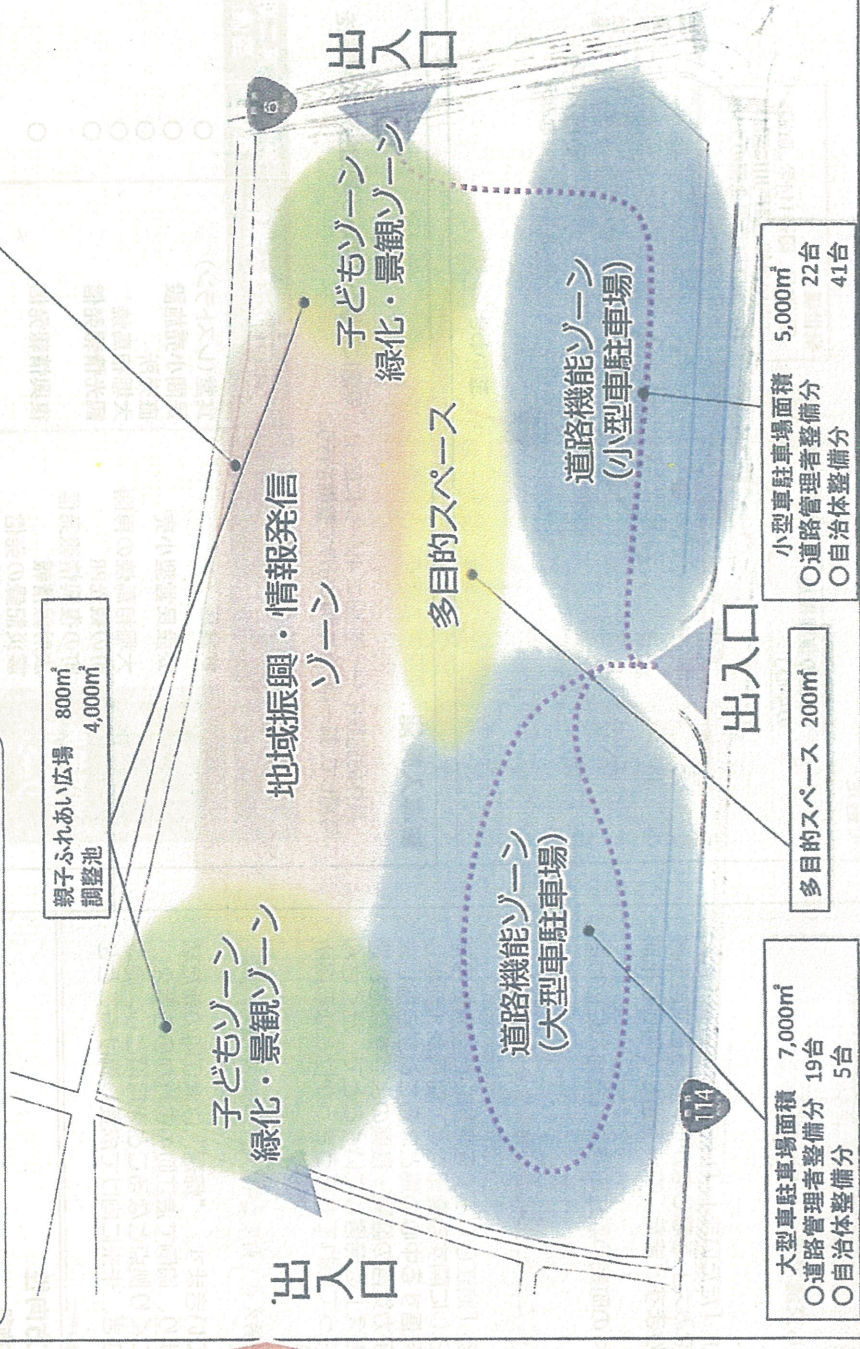 親子ふれあい広場 800㎡
調整池 4,000㎡
出入口
子どもゾーン
緑化・景観ゾーン
地域振興・情報発信
ゾーン
子どもゾーン
緑化・景観ゾーン
6
出入口
多目的スペース
道路機能ゾーン
(大型車駐車場)
道路機能ゾーン
(小型車駐車場)
114
出入口
大型車駐車場面積 7,000㎡
○道路管理者整備分 19台
○自治体整備分 5台
多目的スペース 200㎡
小型車駐車場面積 5,000㎡
○道路管理者整備分 22台
○自治体整備分 41台